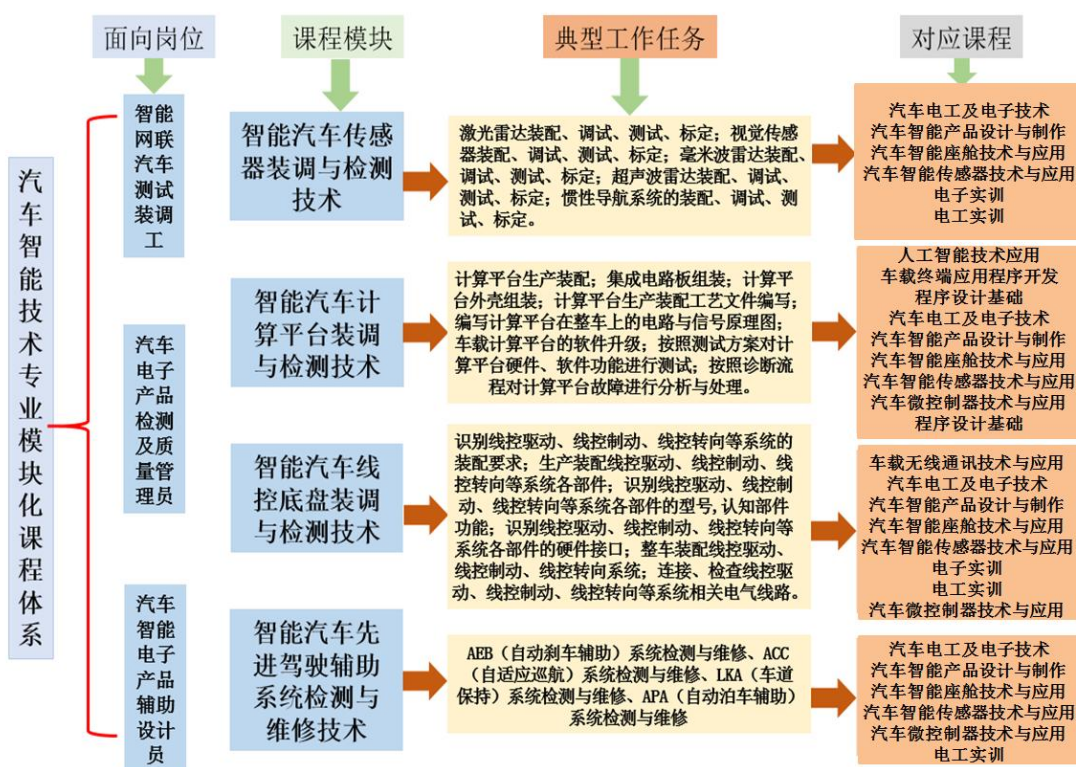 面向岗位
课程模块
典型工作任务
对应课程
汽车智能技术专业模块化课程体系
智能
网联
汽车
测试
装调
工
汽车
电子
产品
检测
及质
量管
理员
汽车
智能
电子
产品
辅助
设计
员
智能汽车传感
器装调与检测
技术
激光雷达装配、调试、测试、标定；视觉传感
器装配、调试、测试、标定；毫米波雷达装配、
调试、测试、标定；超声波雷达装配、调试、
测试、标定；惯性导航系统的装配、调试、测
试、标定。
汽车电工及电子技术
汽车智能产品设计与制作
汽车智能座舱技术与应用
汽车智能传感器技术与应用
电子实训
电工实训
智能汽车计
算平台装调
与检测技术
计算平台生产装配；集成电路板组装；计算平
台外壳组装；计算平台生产装配工艺文件编写；
编写计算平台在整车上的电路与信号原理图；
车载计算平台的软件升级；按照测试方案对计
算平台硬件、软件功能进行测试；按照诊断流
程对计算平台故障进行分析与处理。
人工智能技术应用
车载终端应用程序开发
程序设计基础
汽车电工及电子技术
汽车智能产品设计与制作
汽车智能座舱技术与应用
汽车智能传感器技术与应用
汽车微控制器技术与应用
程序设计基础
智能汽车线
控底盘装调
与检测技术
识别线控驱动、线控制动、线控转向等系统的
装配要求；生产装配线控驱动、线控制动、线
控转向等系统各部件；识别线控驱动、线控制
动、线控转向等系统各部件的型号,认知部件
功能；识别线控驱动、线控制动、线控转向等
系统各部件的硬件接口；整车装配线控驱动、
线控制动、线控转向系统；连接、检查线控驱
动、线控制动、线控转向等系统相关电气线路。
车载无线通讯技术与应用
汽车电工及电子技术
汽车智能产品设计与制作
汽车智能座舱技术与应用
汽车智能传感器技术与应用
电子实训
电工实训
汽车微控制器技术与应用
智能汽车先
进驾驶辅助
系统检测与
维修技术
AEB（自动刹车辅助）系统检测与维修、ACC
（自适应巡航）系统检测与维修、LKA（车道
保持）系统检测与维修、APA（自动泊车辅助）
系统检测与维修
汽车电工及电子技术
汽车智能产品设计与制作
汽车智能座舱技术与应用
汽车智能传感器技术与应用
汽车微控制器技术与应用
电工实训